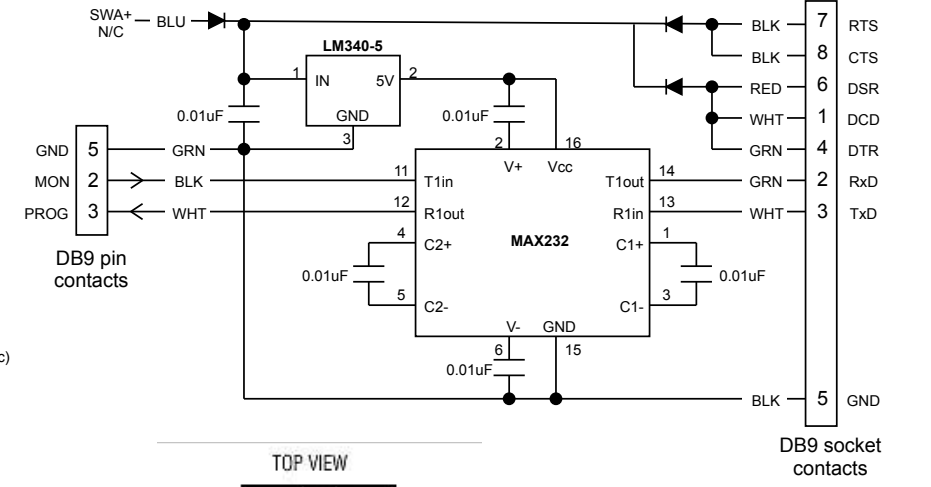 SWA+ BLU
N/C
LM340-5
1 IN 5V 2
GND
3
0.01uF
0.01uF
BLK 7 RTS
BLK 8 CTS
RED 6 DSR
WHT 1 DCD
GRN 4 DTR
GRN 2 RxD
WHT 3 TxD
GND 5 GRN
MON 2 BLK
PROG 3 WHT
DB9 pin
contacts
2 16
V+ Vcc
11 T1in T1out 14
12 R1out R1in 13
MAX232
4 C2+ C1+ 1
0.01uF
0.01uF
5 C2- C1- 3
V- GND
6 15
0.01uF
c)
BLK 5 GND
DB9 socket
contacts
TOP VIEW